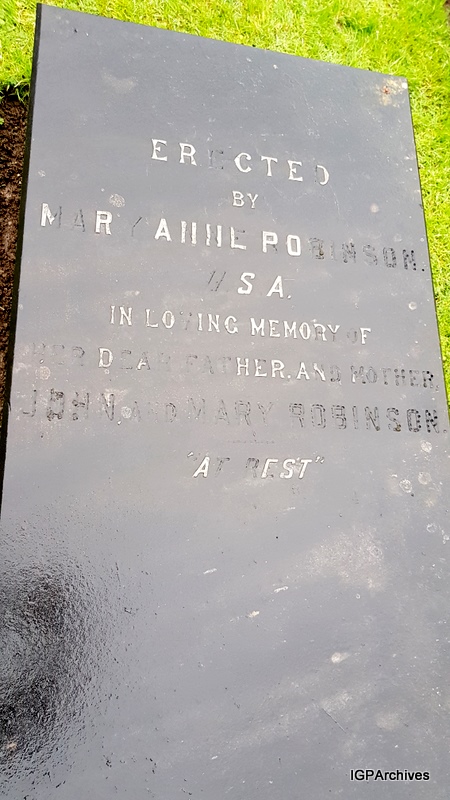 ERECTED
BY
MARY ANNE ROBINSON.
U S A.
IN LOVING MEMORY OF
HER DEAR FATHER. AND MOTHER,
JOHN AND MARY ROBINSON.
"AT REST"
IGPArchives